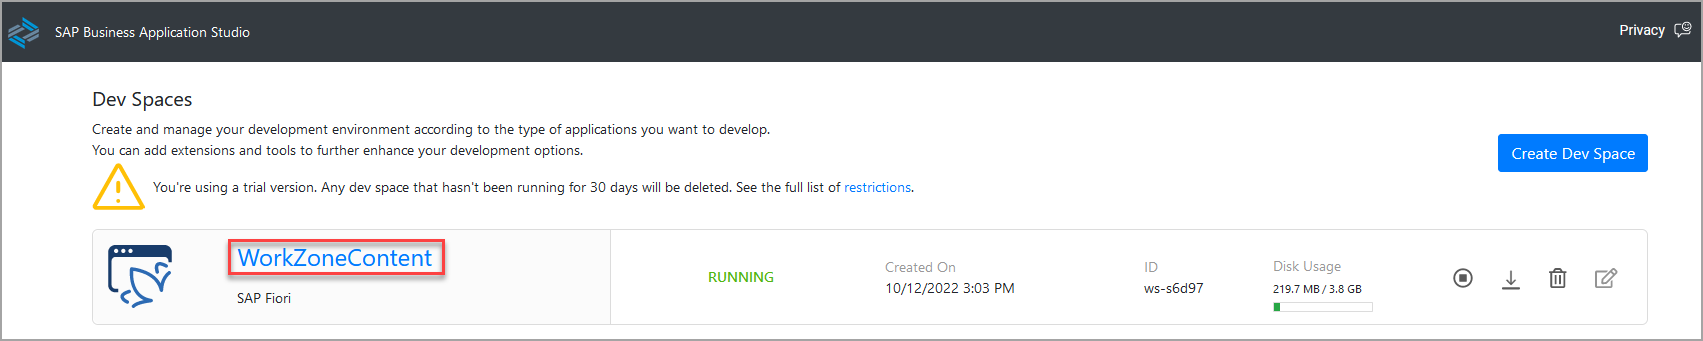 SAP Business Application Studio
Privacy
Dev Spaces
Create and manage your development environment according to the type of applications you want to develop.
You can add extensions and tools to further enhance your development options.
Create Dev Space
You're using a trial version. Any dev space that hasn't been running for 30 days will be deleted. See the full list of restrictions.
WorkZoneContent
SAP Fiori
RUNNING
Created On
10/12/2022 3:03 PM
ID
ws-s6d97
Disk Usage
219.7 MB / 3.8 GB